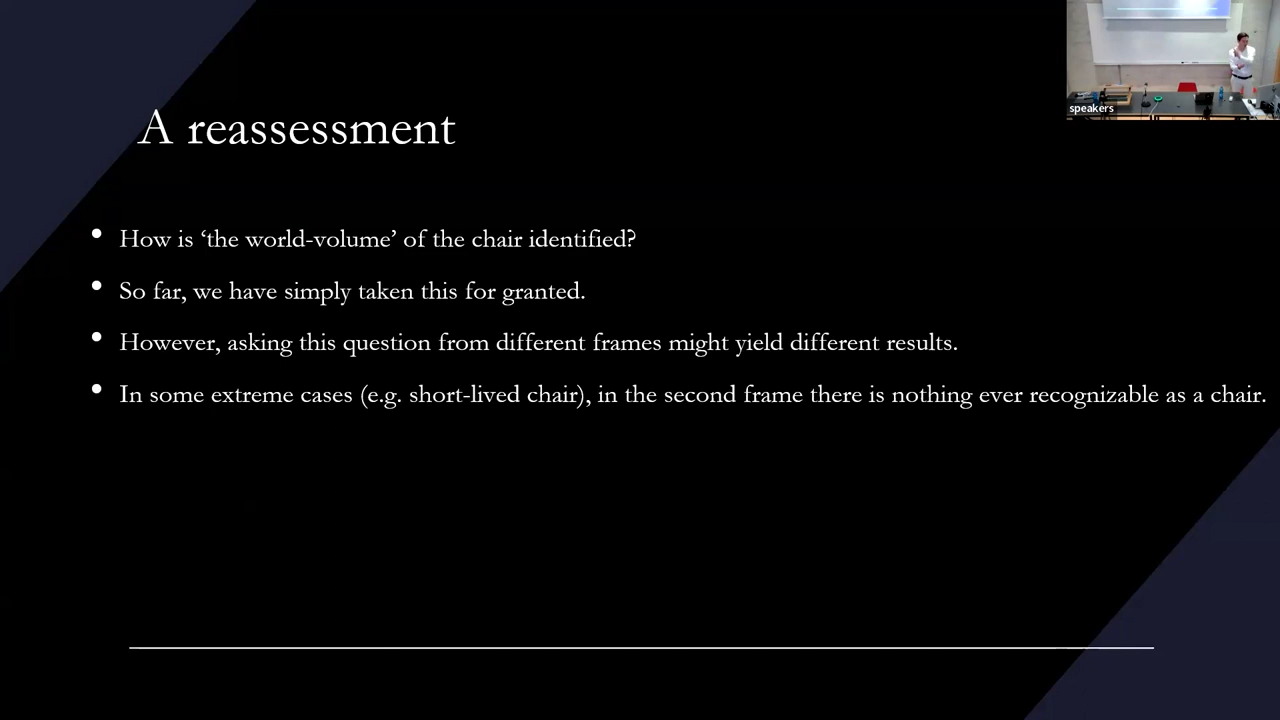 speakers
A reassessment
• How is ‘the world-volume’ of the chair identified?
• So far, we have simply taken this for granted.
• However, asking this question from different frames might yield different results.
• In some extreme cases (e.g. short-lived chair), in the second frame there is nothing ever recognizable as a chair.